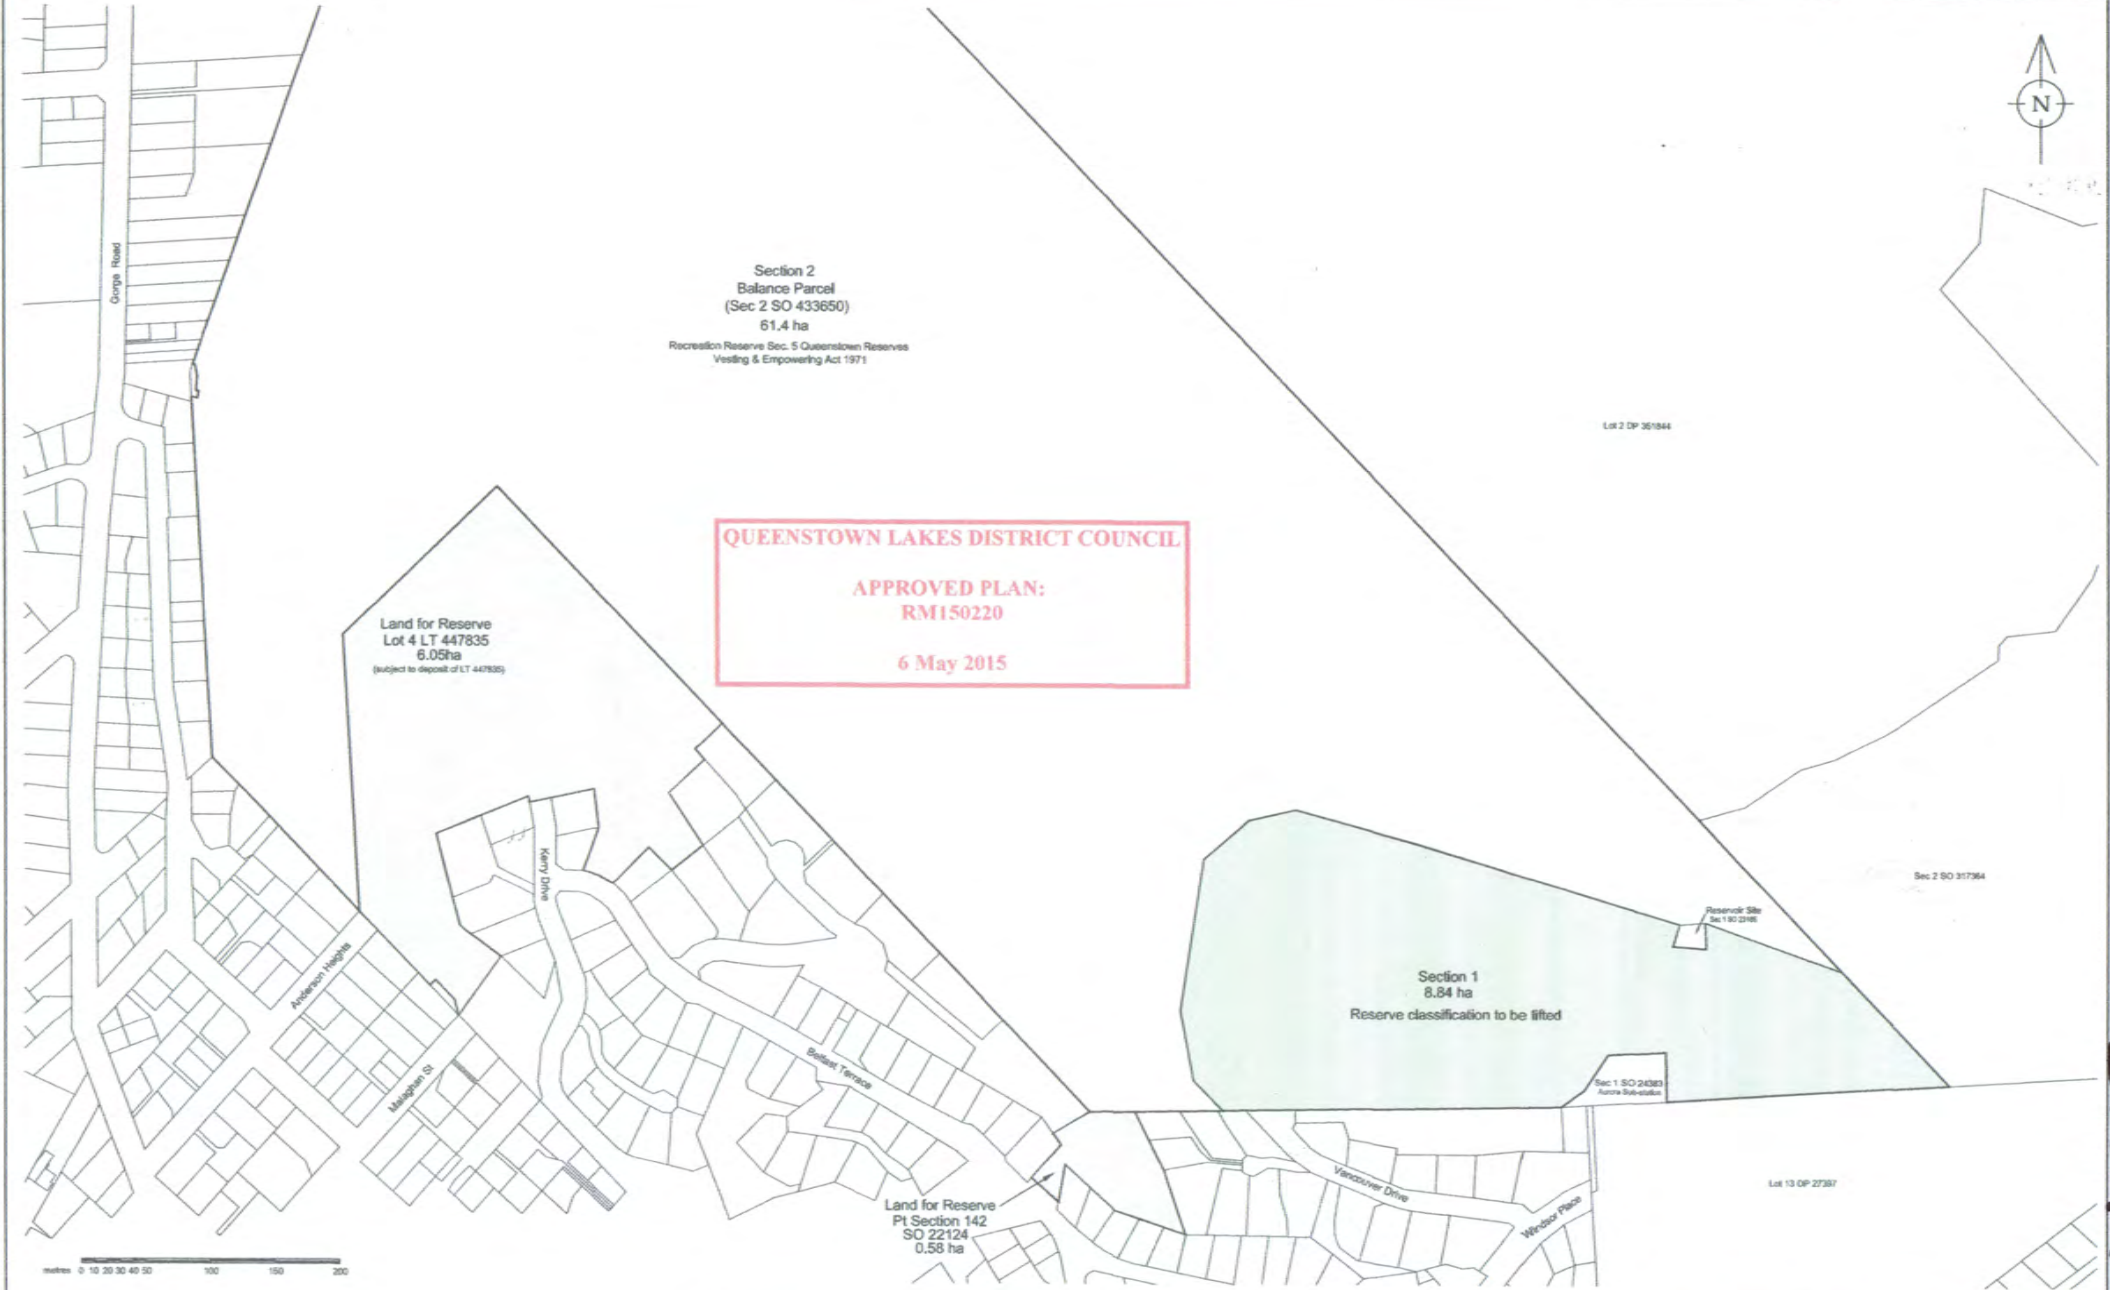 N
Gorge Road
Section 2
Balance Parcel
(Sec 2 SO 433650)
61.4 ha
Recreation Reserve Sec. 5 Queenstown Reserves
Vesting & Empowering Act 1971
Lot 2 DP 351844
QUEENSTOWN LAKES DISTRICT COUNCIL
APPROVED PLAN:
RM150220
6 May 2015
Land for Reserve
Lot 4 LT 447835
6.05ha
(subject to deposit of LT 447835)
Kerry Drive
Sec 2 SO 317364
Reservoir Site
Anderson Heights
Section 1
8.84 ha
Reserve classification to be lifted
Belfast Terrace
Malaghan St
Sec 1 SO 24383
Aurora Sub-station
Vancouver Drive
Windsor Place
Lot 13 DP 27397
Land for Reserve
Pt Section 142
SO 22124
0.58 ha
metres 0 10 20 30 40 50 100 150 200